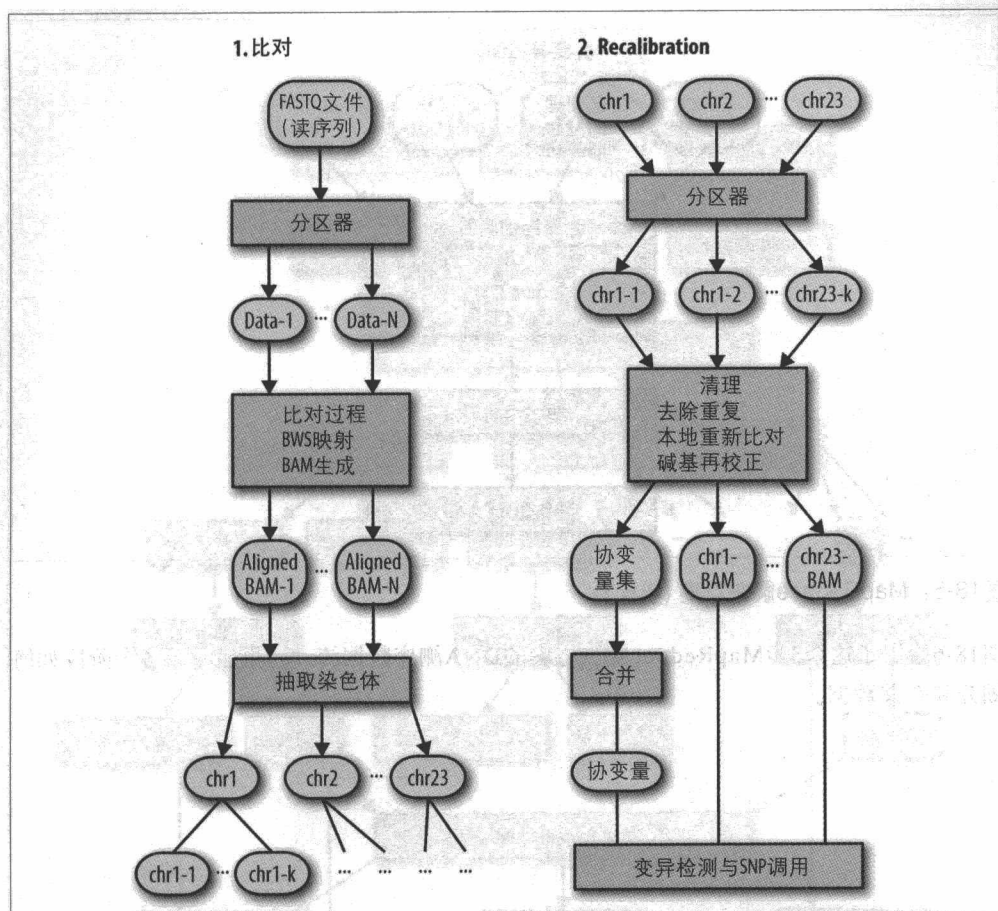 1.比对
FASTQ文件
(读序列)
分区器
Data-1 ... Data-N
比对过程
BWS映射
BAM生成
Aligned
BAM-1
...
Aligned
BAM-N
抽取染色体
chr1 chr2 ... chr23
chr1-1 ... chr1-k ... ... ... ...
2. Recalibration
chr1 chr2 ... chr23
分区器
chr1-1 chr1-2 ... chr23-k
清理
去除重复
本地重新比对
碱基再校正
协变
量集
chr1-
BAM
...
chr23-
BAM
合并
协变量
变异检测与SNP调用